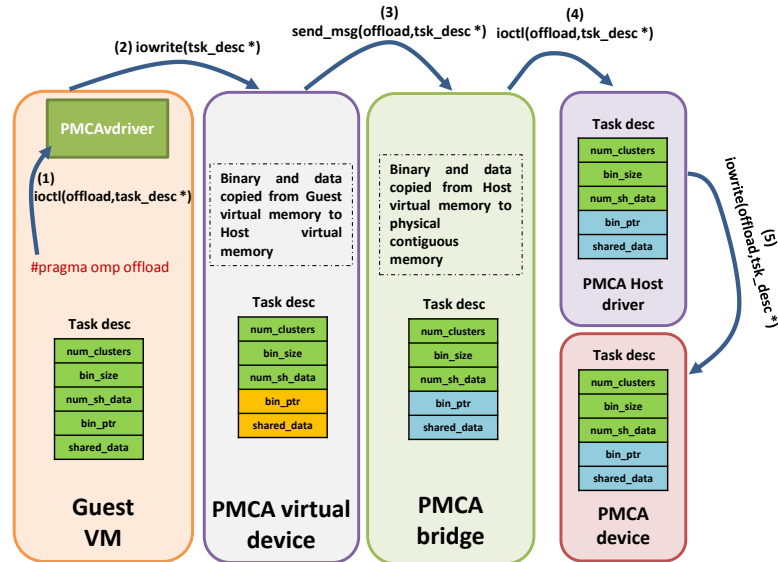 (2) iowrite(tsk_desc *)
(3)
send_msg(offload,tsk_desc *)
(4)
ioctl(offload,tsk_desc *)
PMCAvdriver
(1)
ioctl(offload,task_desc *)
#pragma omp offload
Task desc
num_clusters
bin_size
num_sh_data
bin_ptr
shared_data
Guest
VM
Binary and data
copied from Guest
virtual memory to
Host virtual
memory
Task desc
num_clusters
bin_size
num_sh_data
bin_ptr
shared_data
PMCA virtual
device
Binary and data
copied from Host
virtual memory to
physical
contiguous
memory
Task desc
num_clusters
bin_size
num_sh_data
bin_ptr
shared_data
PMCA
bridge
Task desc
num_clusters
bin_size
num_sh_data
bin_ptr
shared_data
PMCA Host
driver
(5)
iowrite(offload,tsk_desc *)
Task desc
num_clusters
bin_size
num_sh_data
bin_ptr
shared_data
PMCA
device